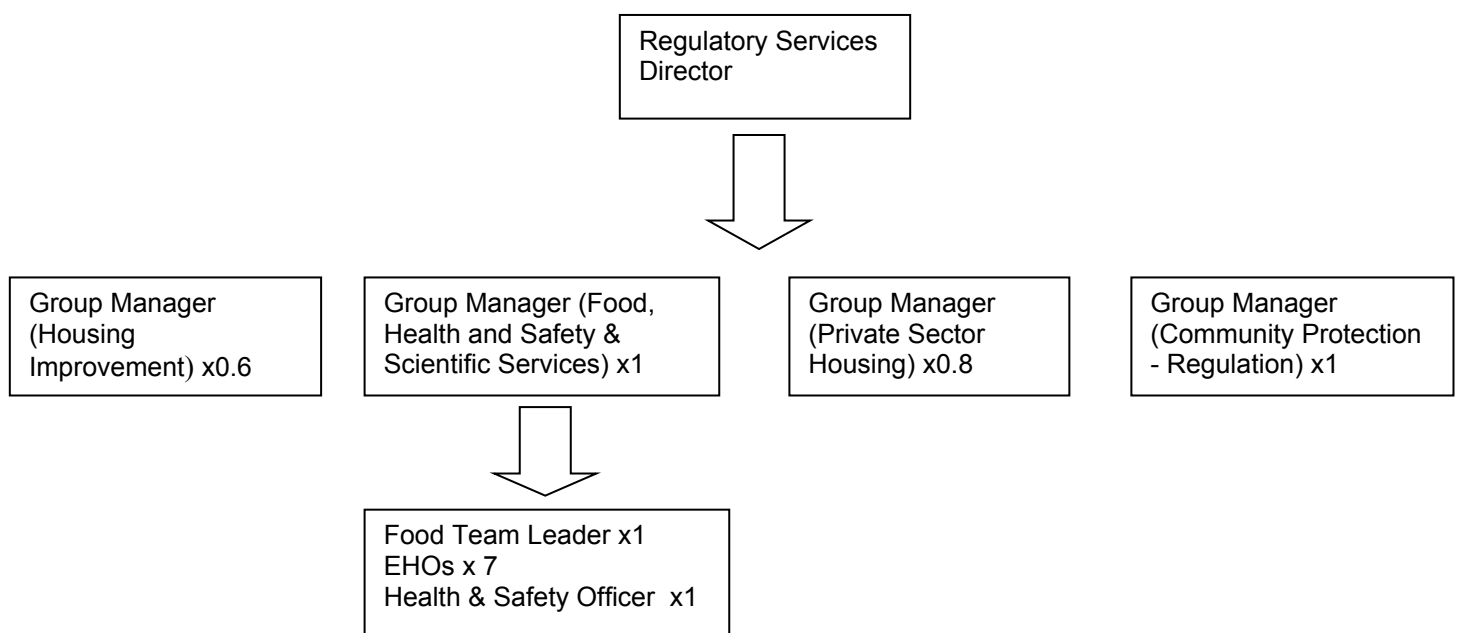 Regulatory Services
Director
Group Manager
(Housing
Improvement) x0.6
Group Manager (Food,
Health and Safety &
Scientific Services) x1
Group Manager
(Private Sector
Housing) x0.8
Group Manager
(Community Protection
- Regulation) x1
Food Team Leader x1
EHOs x 7
Health & Safety Officer  x1